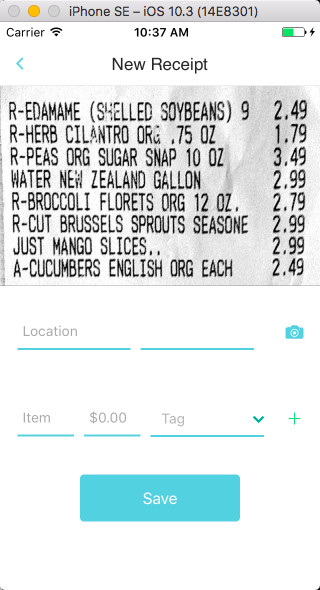 iPhone SE – iOS 10.3 (14E8301)
Carrier 10:37 AM
New Receipt
R-EDAMAME (SHELLED SOYBEANS) 9 2.49
R-HERB CILANTRO ORG .75 OZ 1.79
R-PEAS ORG SUGAR SNAP 10 OZ 3.49
WATER NEW ZEALAND GALLON 2.99
R-BROCCOLI FLORETS ORG 12 OZ. 2.79
R-CUT BRUSSELS SPROUTS SEASONE 2.99
JUST MANGO SLICES.. 2.99
A-CUCUMBERS ENGLISH ORG EACH 2.49
Location
Item $0.00 Tag +
Save